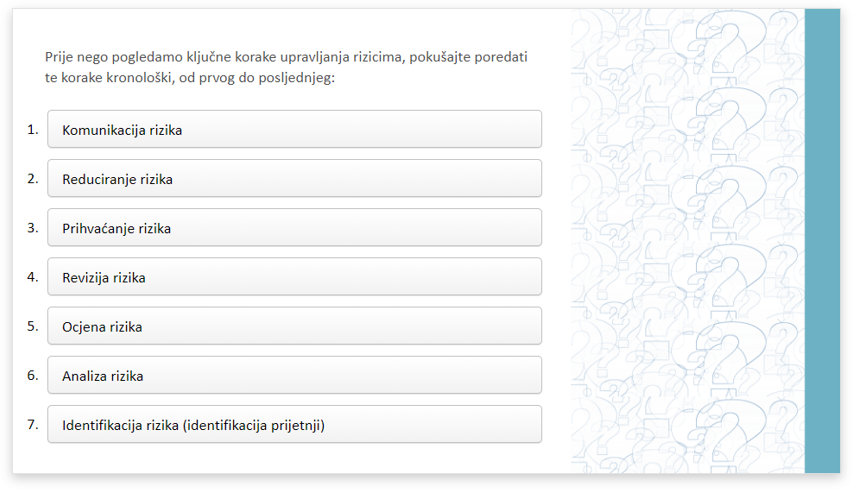 Prije nego pogledamo ključne korake upravljanja rizicima, pokušajte poredati
te korake kronološki, od prvog do posljednjeg:
1. Komunikacija rizika
2. Reduciranje rizika
3. Prihvaćanje rizika
4. Revizija rizika
5. Ocjena rizika
6. Analiza rizika
7. Identifikacija rizika (identifikacija prijetnji)